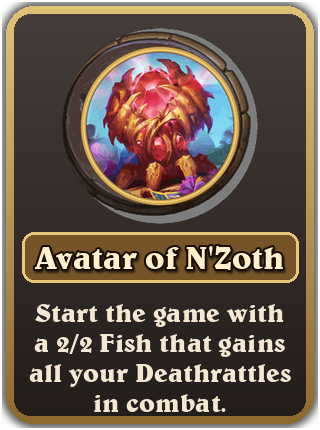 Avatar of N'Zoth
Start the game with
a 2/2 Fish that gains
all your Deathrattles
in combat.